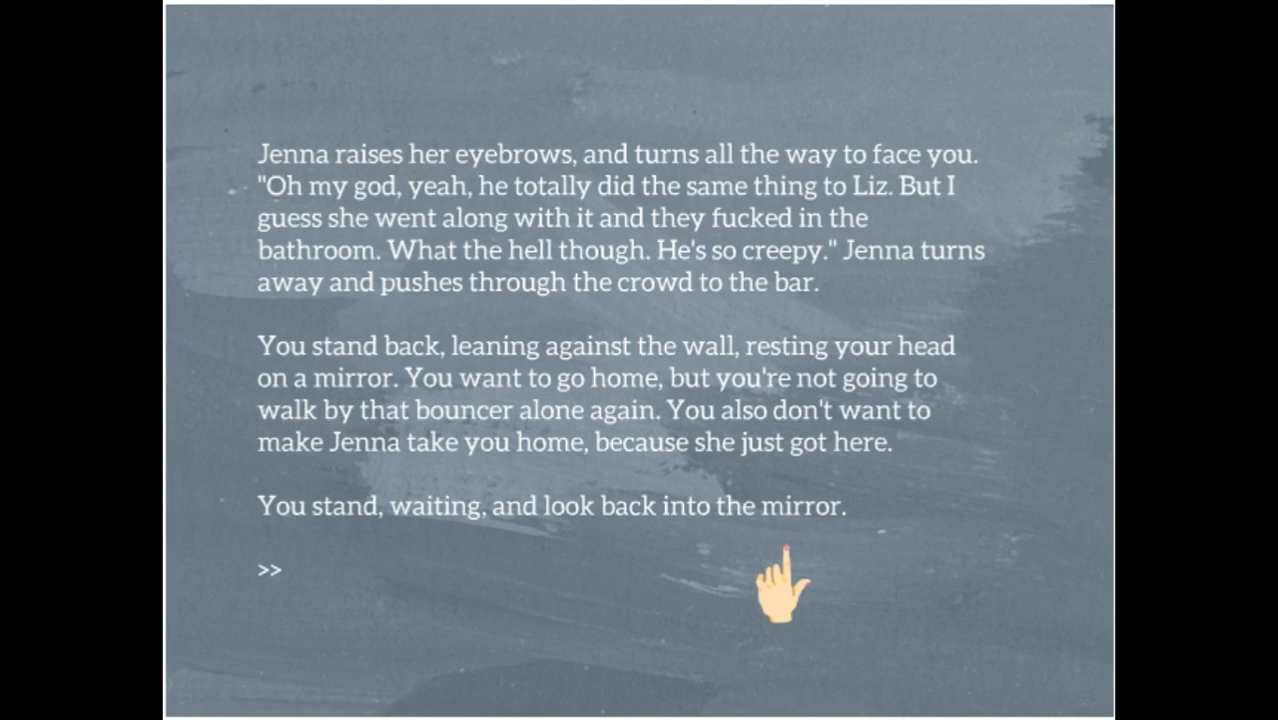 Jenna raises her eyebrows, and turns all the way to face you.
"Oh my god, yeah, he totally did the same thing to Liz. But I
guess she went along with it and they fucked in the
bathroom. What the hell though. He's so creepy." Jenna turns
away and pushes through the crowd to the bar.
You stand back, leaning against the wall, resting your head
on a mirror. You want to go home, but you're not going to
walk by that bouncer alone again. You also don't want to
make Jenna take you home, because she just got here.
You stand, waiting, and look back into the mirror.
>>